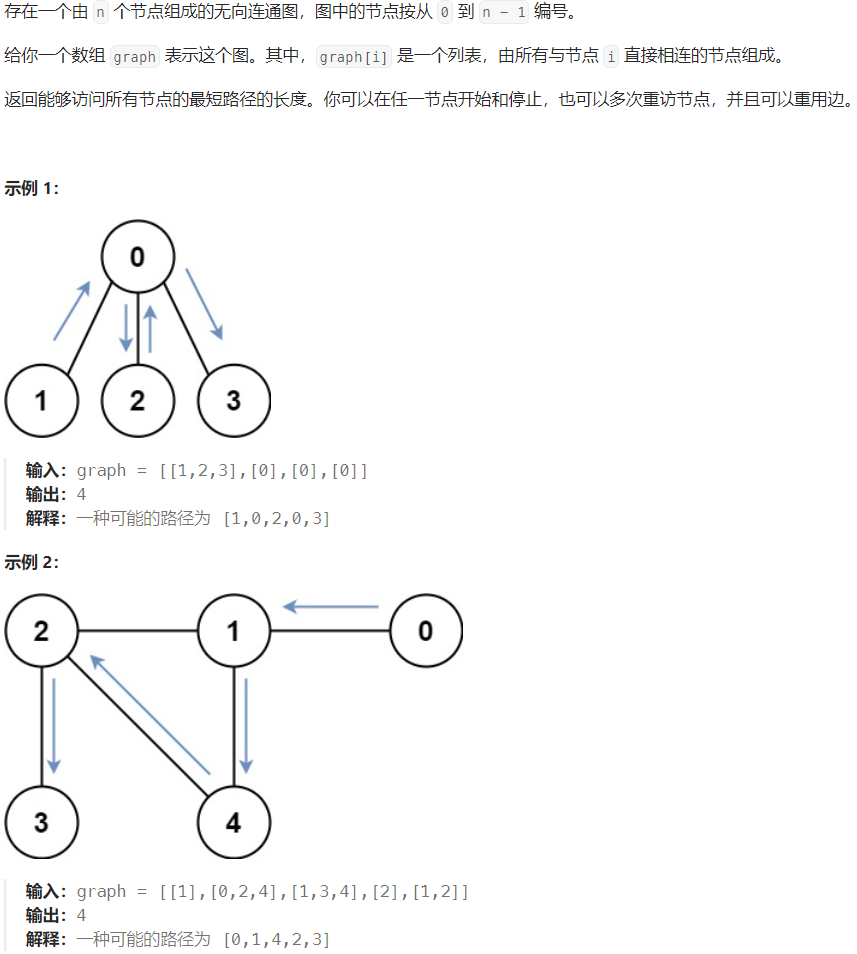 存在一个由 n 个节点组成的无向连通图，图中的节点按从 0 到 n - 1 编号。
给你一个数组 graph 表示这个图。其中，graph[i] 是一个列表，由所有与节点 i 直接相连的节点组成。
返回能够访问所有节点的最短路径的长度。你可以在任一节点开始和停止，也可以多次重访节点，并且可以重用边。
示例 1：
0
1 2 3
输入：graph = [[1,2,3],[0],[0],[0]]
输出：4
解释：一种可能的路径为 [1,0,2,0,3]
示例 2：
2 1 0
3 4
输入：graph = [[1],[0,2,4],[1,3,4],[2],[1,2]]
输出：4
解释：一种可能的路径为 [0,1,4,2,3]